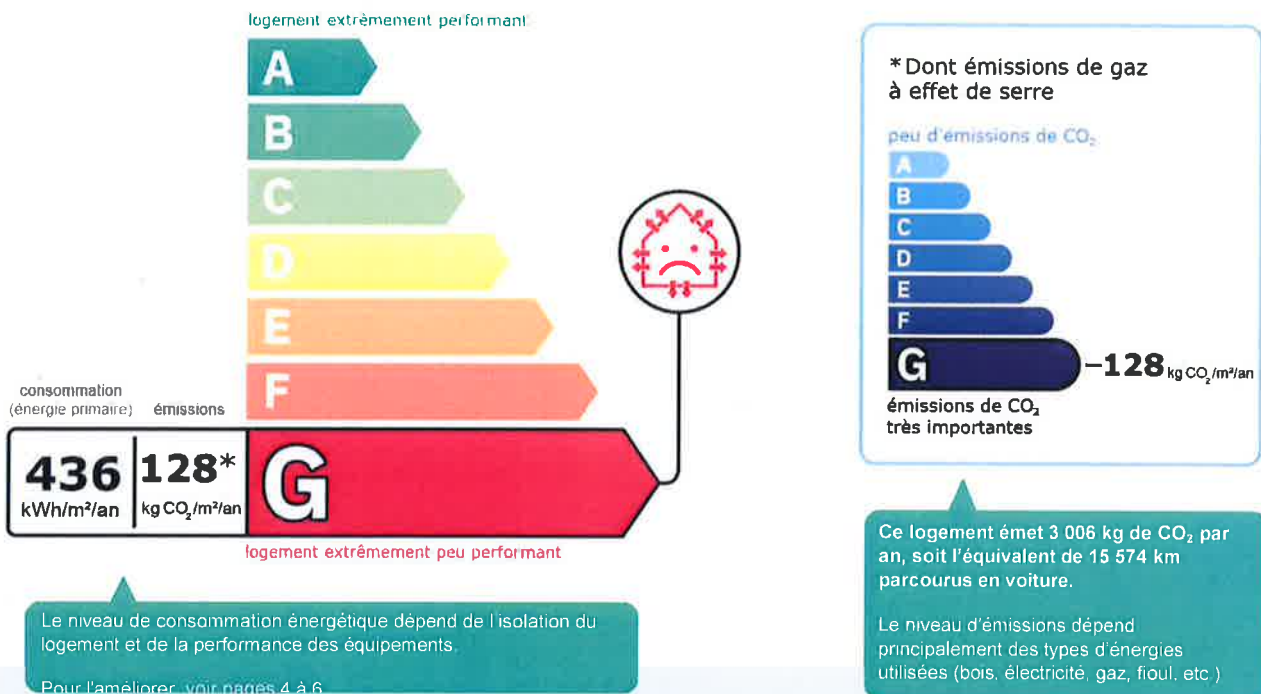 logement extrêmement performant
A
B
C
D
E
F
consommation
(énergie primaire)
émissions
436
kWh/m²/an
128*
kg CO₂/m²/an
G
logement extrêmement peu performant
Le niveau de consommation énergétique dépend de l'isolation du
logement et de la performance des équipements.
Pour l'améliorer, voir pages 4 à 6
*Dont émissions de gaz
à effet de serre
peu d'émissions de CO₂
A
B
C
D
E
F
G
–128 kg CO₂/m²/an
émissions de CO₂
très importantes
Ce logement émet 3 006 kg de CO₂ par
an, soit l'équivalent de 15 574 km
parcourus en voiture.
Le niveau d'émissions dépend
principalement des types d'énergies
utilisées (bois, électricité, gaz, fioul, etc.)